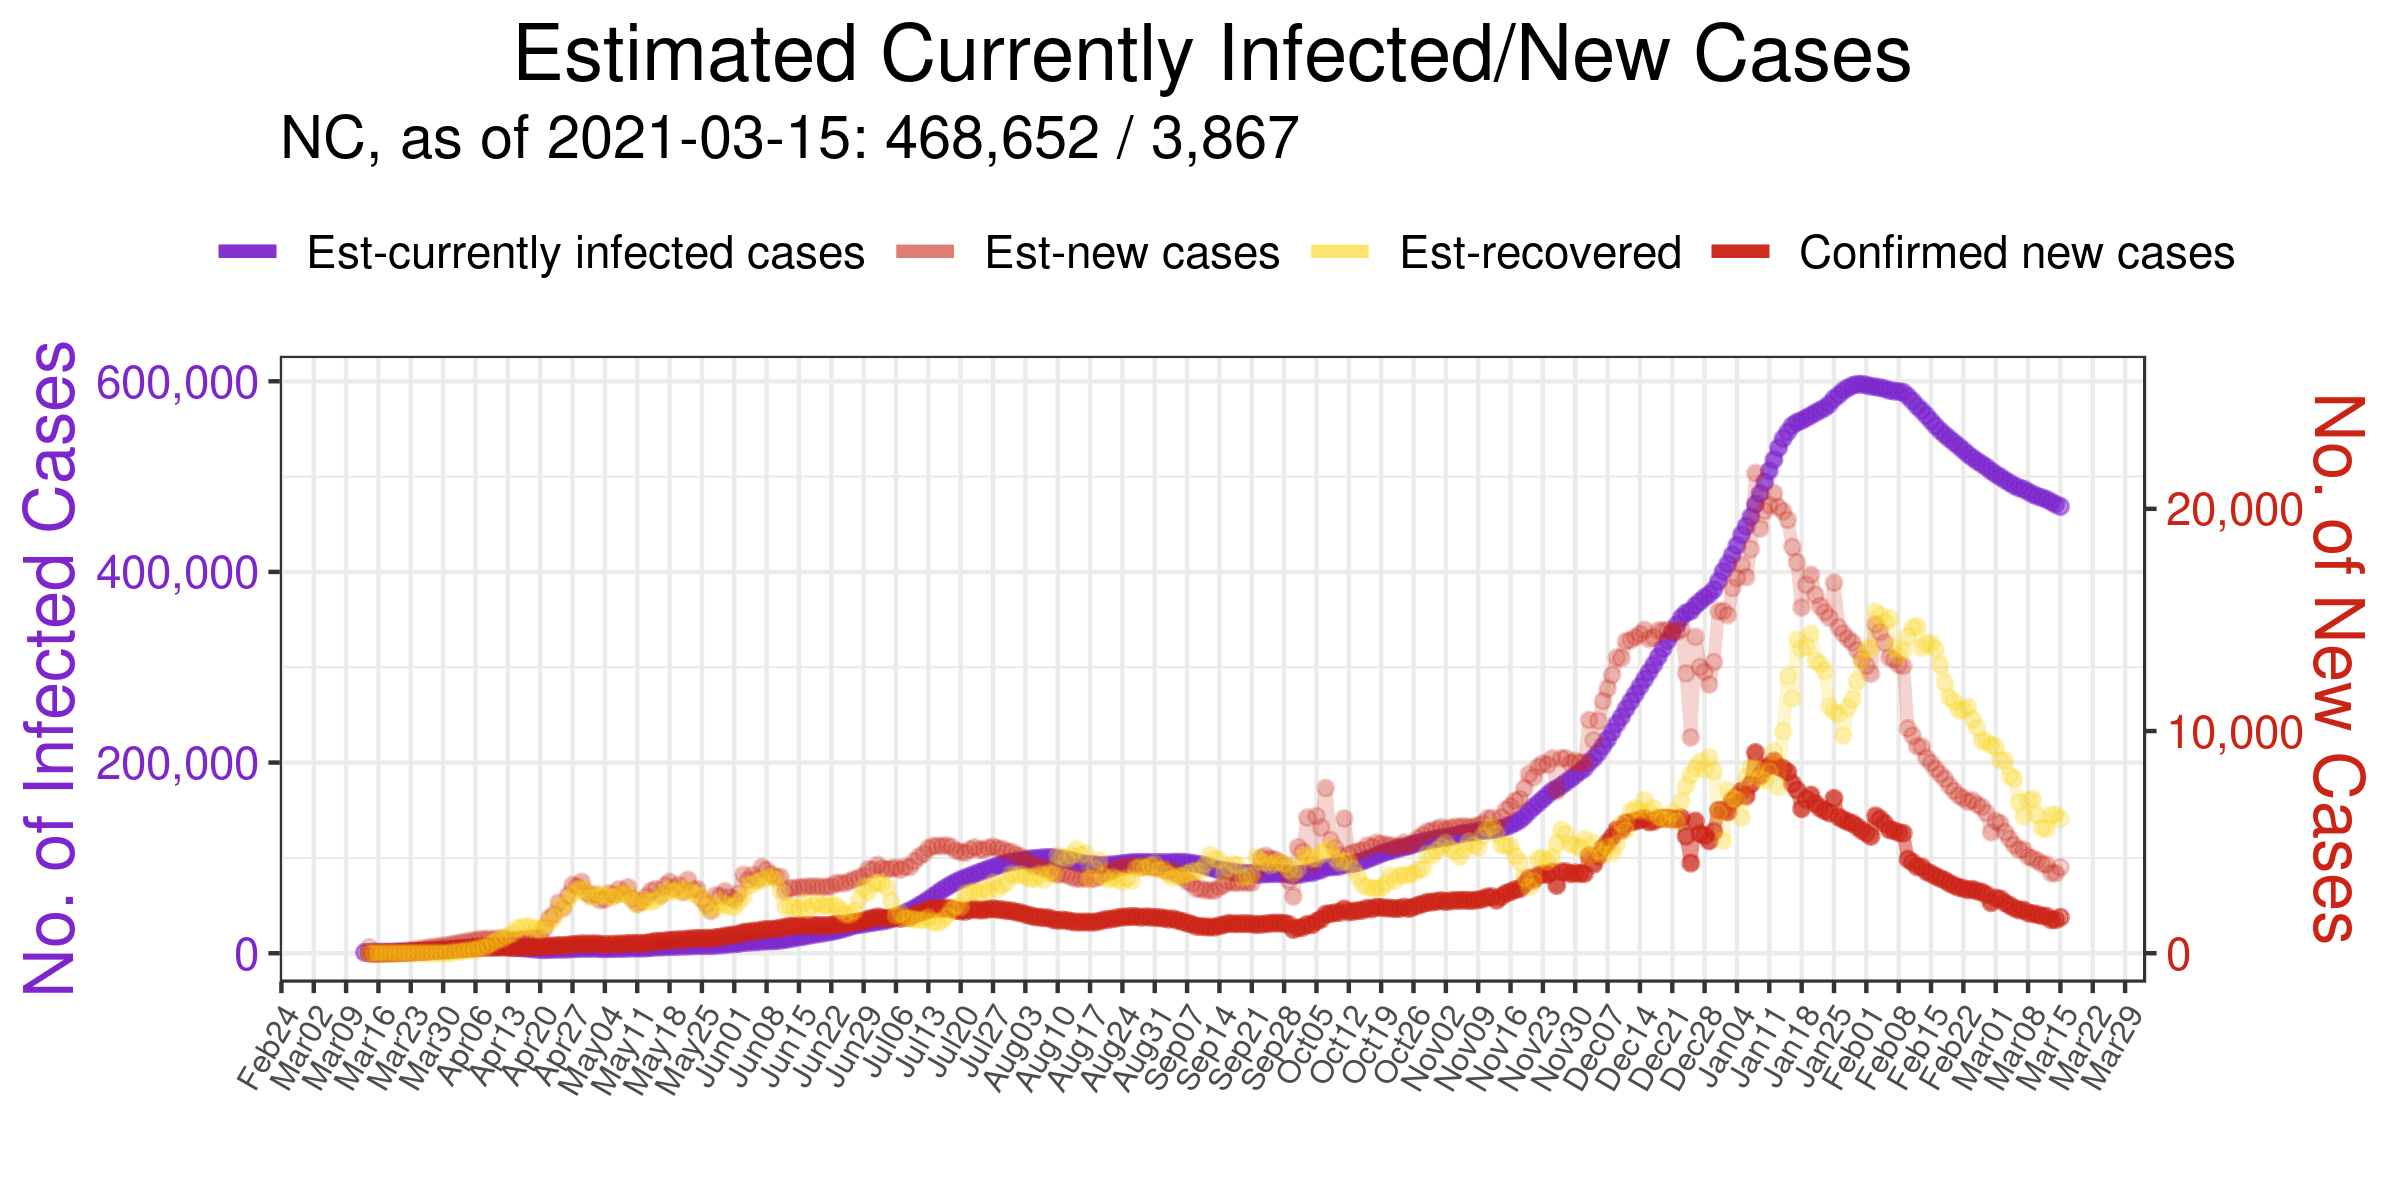 Estimated Currently Infected/New Cases
NC, as of 2021-03-15: 468,652 / 3,867
Est-currently infected cases
Est-new cases
Est-recovered
Confirmed new cases
No. of Infected Cases
600,000
400,000
200,000
0
20,000
10,000
0
No. of New Cases
Feb24
Mar02
Mar09
Mar16
Mar23
Mar30
Apr06
Apr13
Apr20
Apr27
May04
May11
May18
May25
Jun01
Jun08
Jun15
Jun22
Jun29
Jul06
Jul13
Jul20
Jul27
Aug03
Aug10
Aug17
Aug24
Aug31
Sep07
Sep14
Sep21
Sep28
Oct05
Oct12
Oct19
Oct26
Nov02
Nov09
Nov16
Nov23
Nov30
Dec07
Dec14
Dec21
Dec28
Jan04
Jan11
Jan18
Jan25
Feb01
Feb08
Feb15
Feb22
Mar01
Mar08
Mar15
Mar22
Mar29